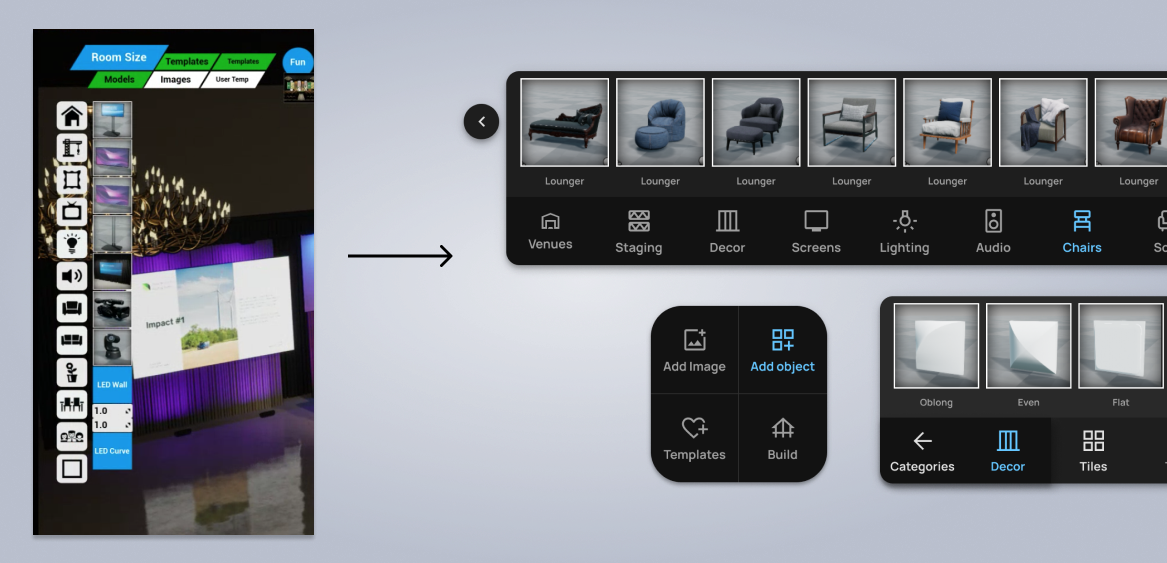 Room Size
Templates
Templates
Fun
Models
Images
User Temp
Impact #1
LED Wall
1.0
1.0
LED Curve
Lounger
Lounger
Lounger
Lounger
Lounger
Lounger
Lounger
Venues
Staging
Decor
Screens
Lighting
Audio
Chairs
Add Image
Add object
Templates
Build
Oblong
Even
Flat
Categories
Decor
Tiles